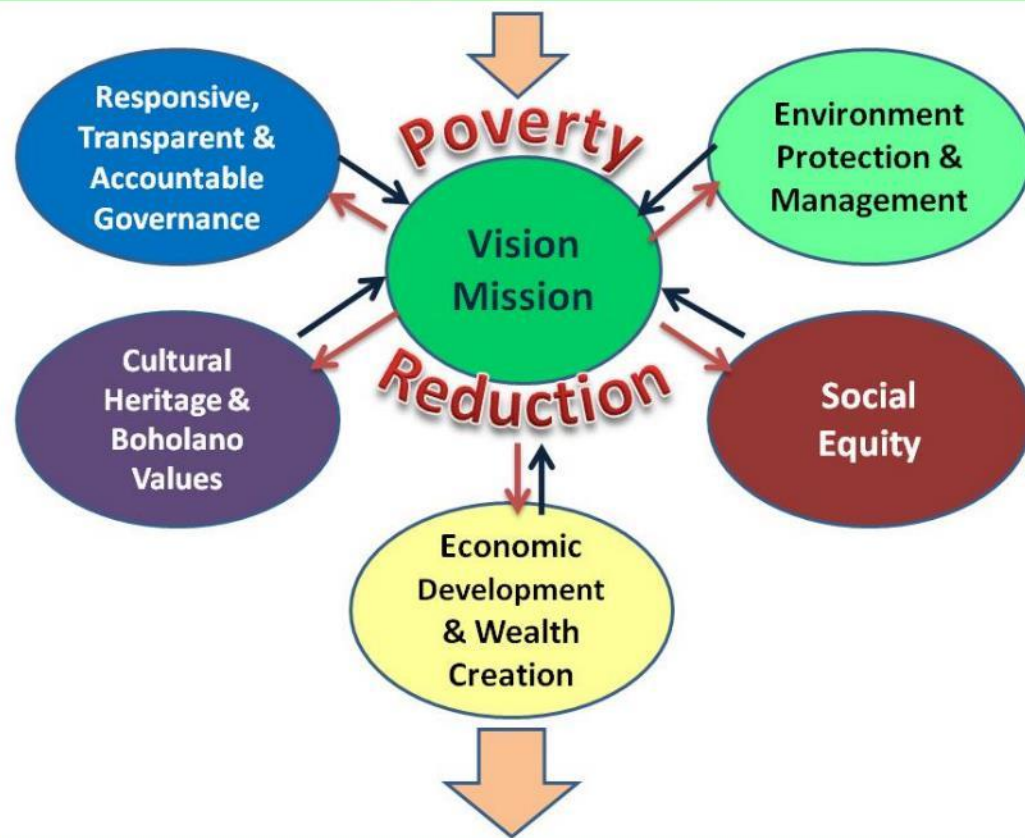 Responsive,
Transparent &
Accountable
Governance
Poverty
Environment
Protection &
Management
Vision
Mission
Cultural
Heritage &
Boholano
Values
Reduction
Social
Equity
Economic
Development
& Wealth
Creation